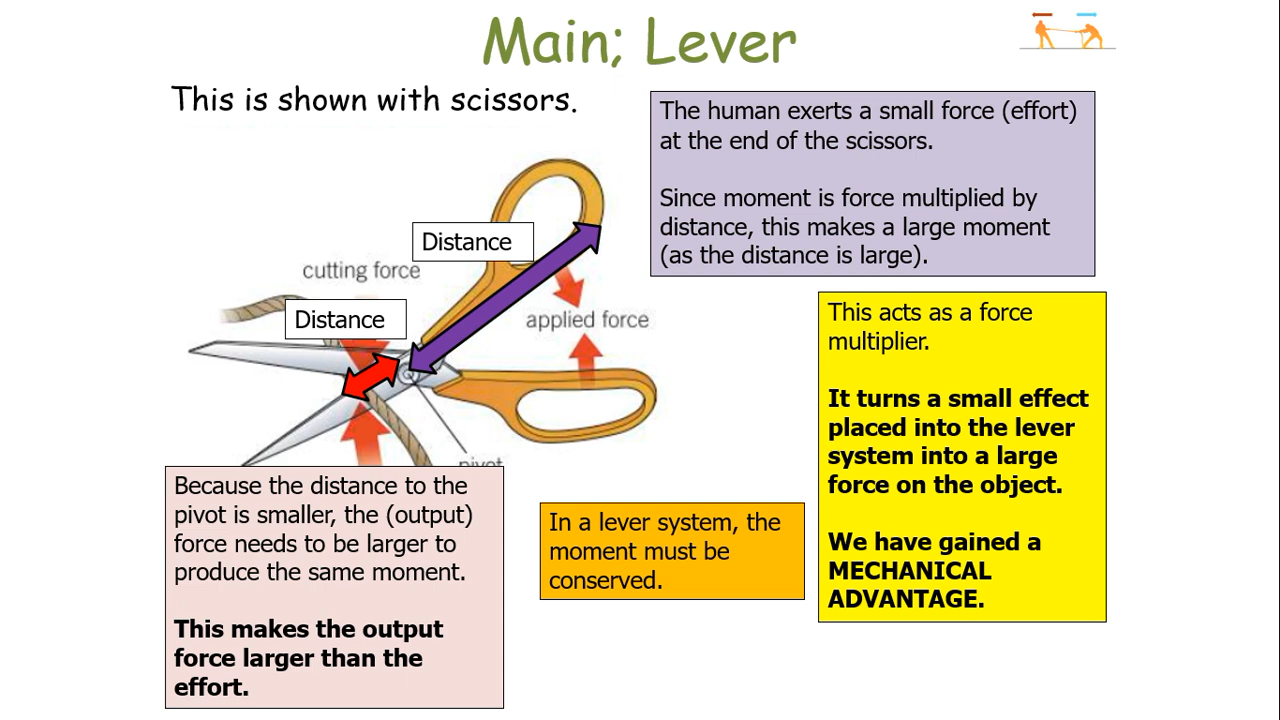 Main; Lever
This is shown with scissors.
The human exerts a small force (effort)
at the end of the scissors.
Since moment is force multiplied by
distance, this makes a large moment
(as the distance is large).
Distance
cutting force
Distance
applied force
This acts as a force
multiplier.
It turns a small effect
placed into the lever
system into a large
force on the object.
We have gained a
MECHANICAL
ADVANTAGE.
pivot
Because the distance to the
pivot is smaller, the (output)
force needs to be larger to
produce the same moment.
This makes the output
force larger than the
effort.
In a lever system, the
moment must be
conserved.